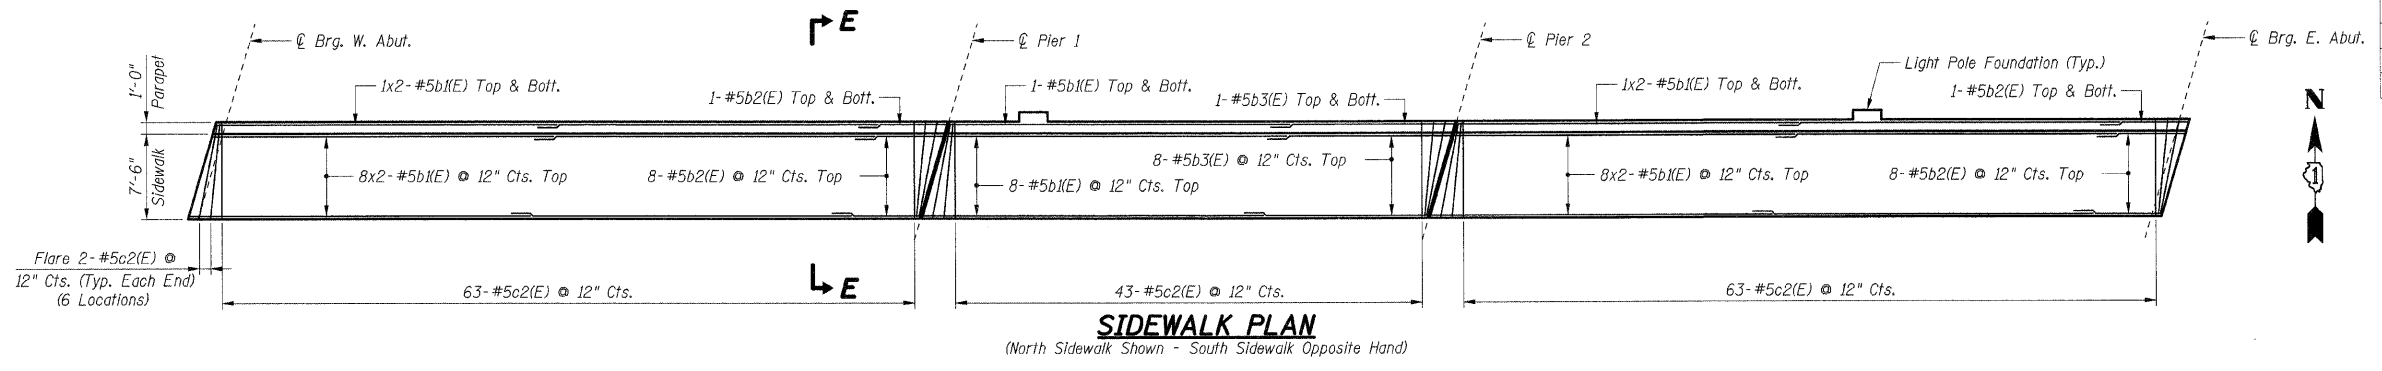 E
℄ Brg. W. Abut.
℄ Pier 1
℄ Pier 2
℄ Brg. E. Abut.
1'-0"
Parapet
1x2-#5b1(E) Top & Bott.
1-#5b2(E) Top & Bott.
1-#5b1(E) Top & Bott.
1-#5b3(E) Top & Bott.
1x2-#5b1(E) Top & Bott.
Light Pole Foundation (Typ.)
1-#5b2(E) Top & Bott.
N
7'-6"
Sidewalk
8x2-#5b1(E) @ 12" Cts. Top
8-#5b2(E) @ 12" Cts. Top
8-#5b3(E) @ 12" Cts. Top
8-#5b1(E) @ 12" Cts. Top
8x2-#5b1(E) @ 12" Cts. Top
8-#5b2(E) @ 12" Cts. Top
1
Flare 2-#5c2(E) @
12" Cts. (Typ. Each End)
(6 Locations)
63-#5c2(E) @ 12" Cts.
E
43-#5c2(E) @ 12" Cts.
63-#5c2(E) @ 12" Cts.
SIDEWALK PLAN
(North Sidewalk Shown - South Sidewalk Opposite Hand)